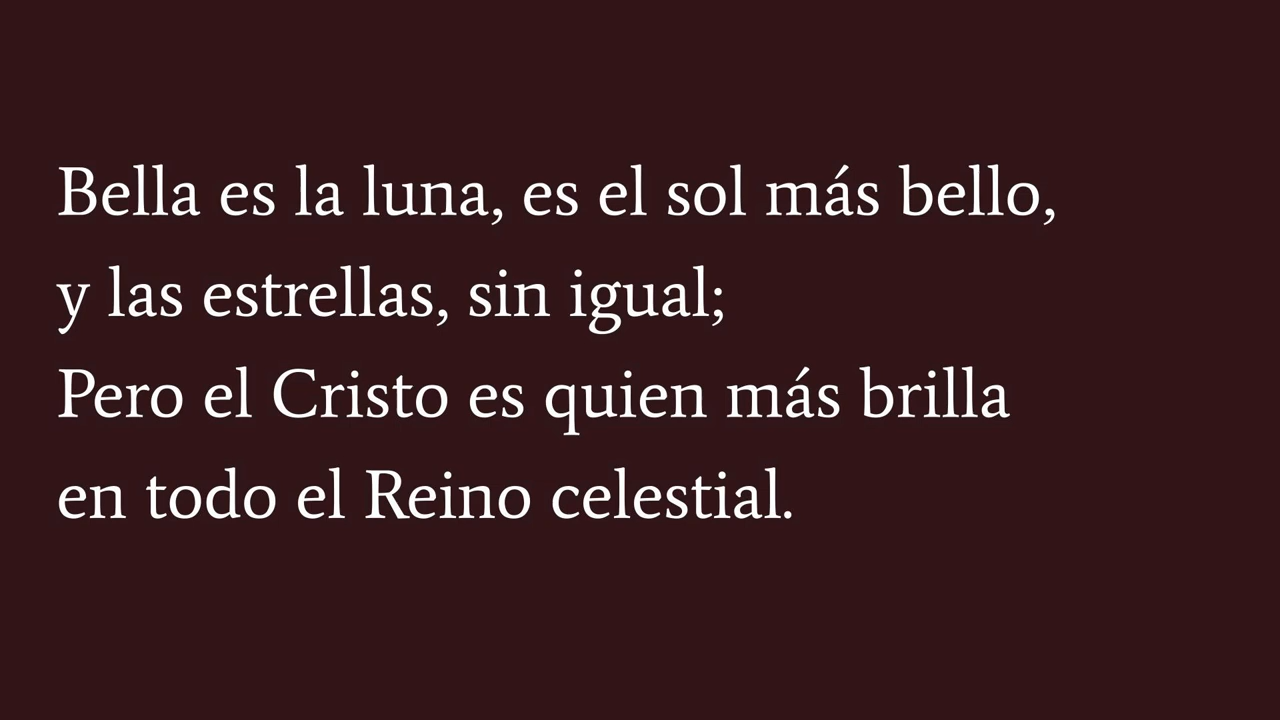 Bella es la luna, es el sol más bello,
y las estrellas, sin igual;
Pero el Cristo es quien más brilla
en todo el Reino celestial.